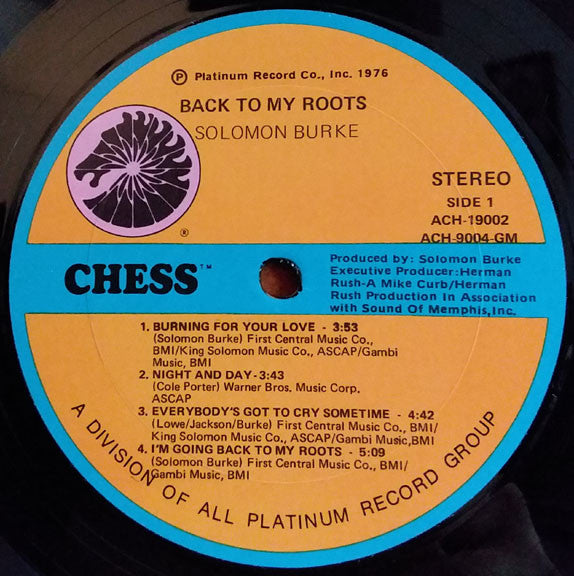 ℗ Platinum Record Co., Inc. 1976
BACK TO MY ROOTS
SOLOMON BURKE
STEREO
SIDE 1
ACH-19002
ACH-9004-GM
®
CHESS™
Produced by: Solomon Burke
Executive Producer:Herman
Rush-A Mike Curb/Herman
Rush Production In Association
with Sound Of Memphis,Inc.
1. BURNING FOR YOUR LOVE - 3:53
(Solomon Burke) First Central Music Co.,
BMI/King Solomon Music Co., ASCAP/Gambi
Music, BMI
2. NIGHT AND DAY-3:43
(Cole Porter) Warner Bros. Music Corp.
ASCAP
3. EVERYBODY'S GOT TO CRY SOMETIME - 4:42
(Lowe/Jackson/Burke) First Central Music Co., BMI/
King Solomon Music Co., ASCAP/Gambi Music,BMI
4. I'M GOING BACK TO MY ROOTS - 5:09
(Solomon Burke) First Central Music Co., BMI/
Gambi Music, BMI
A DIVISION OF ALL PLATINUM RECORD GROUP